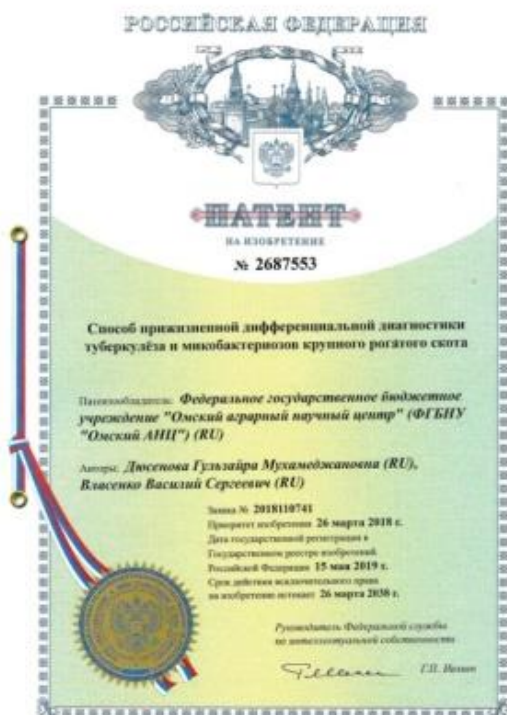 РОССИЙСКАЯ ФЕДЕРАЦИЯ
ПАТЕНТ
НА ИЗОБРЕТЕНИЕ
№ 2687553
Способ прижизненной дифференциальной диагностики
туберкулёза и микобактериозов крупного рогатого скота
Патентообладатель: Федеральное государственное бюджетное
учреждение "Омский аграрный научный центр" (ФГБНУ
"Омский АНЦ") (RU)
Авторы: Дюсенова Гульзайра Мухамеджановна (RU),
Власенко Василий Сергеевич (RU)
Заявка № 2018110741
Приоритет изобретения 26 марта 2018 г.
Дата государственной регистрации в
Государственном реестре изобретений
Российской Федерации 15 мая 2019 г.
Срок действия исключительного права
на изобретение истекает 26 марта 2038 г.
Руководитель Федеральной службы
по интеллектуальной собственности
Г.П. Ивлиев